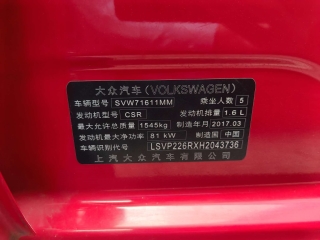 大众汽车(VOLKSWAGEN)
车辆型号 SVW71611MM 乘坐人数 5
发动机型号 CSR 发动机排量 1.6 L
最大允许总质量 1545kg 制造年月 2017.03
发动机最大净功率 81 kW 制造国 中国
车辆识别代号 LSVP226RXH2043736
上汽大众汽车有限公司